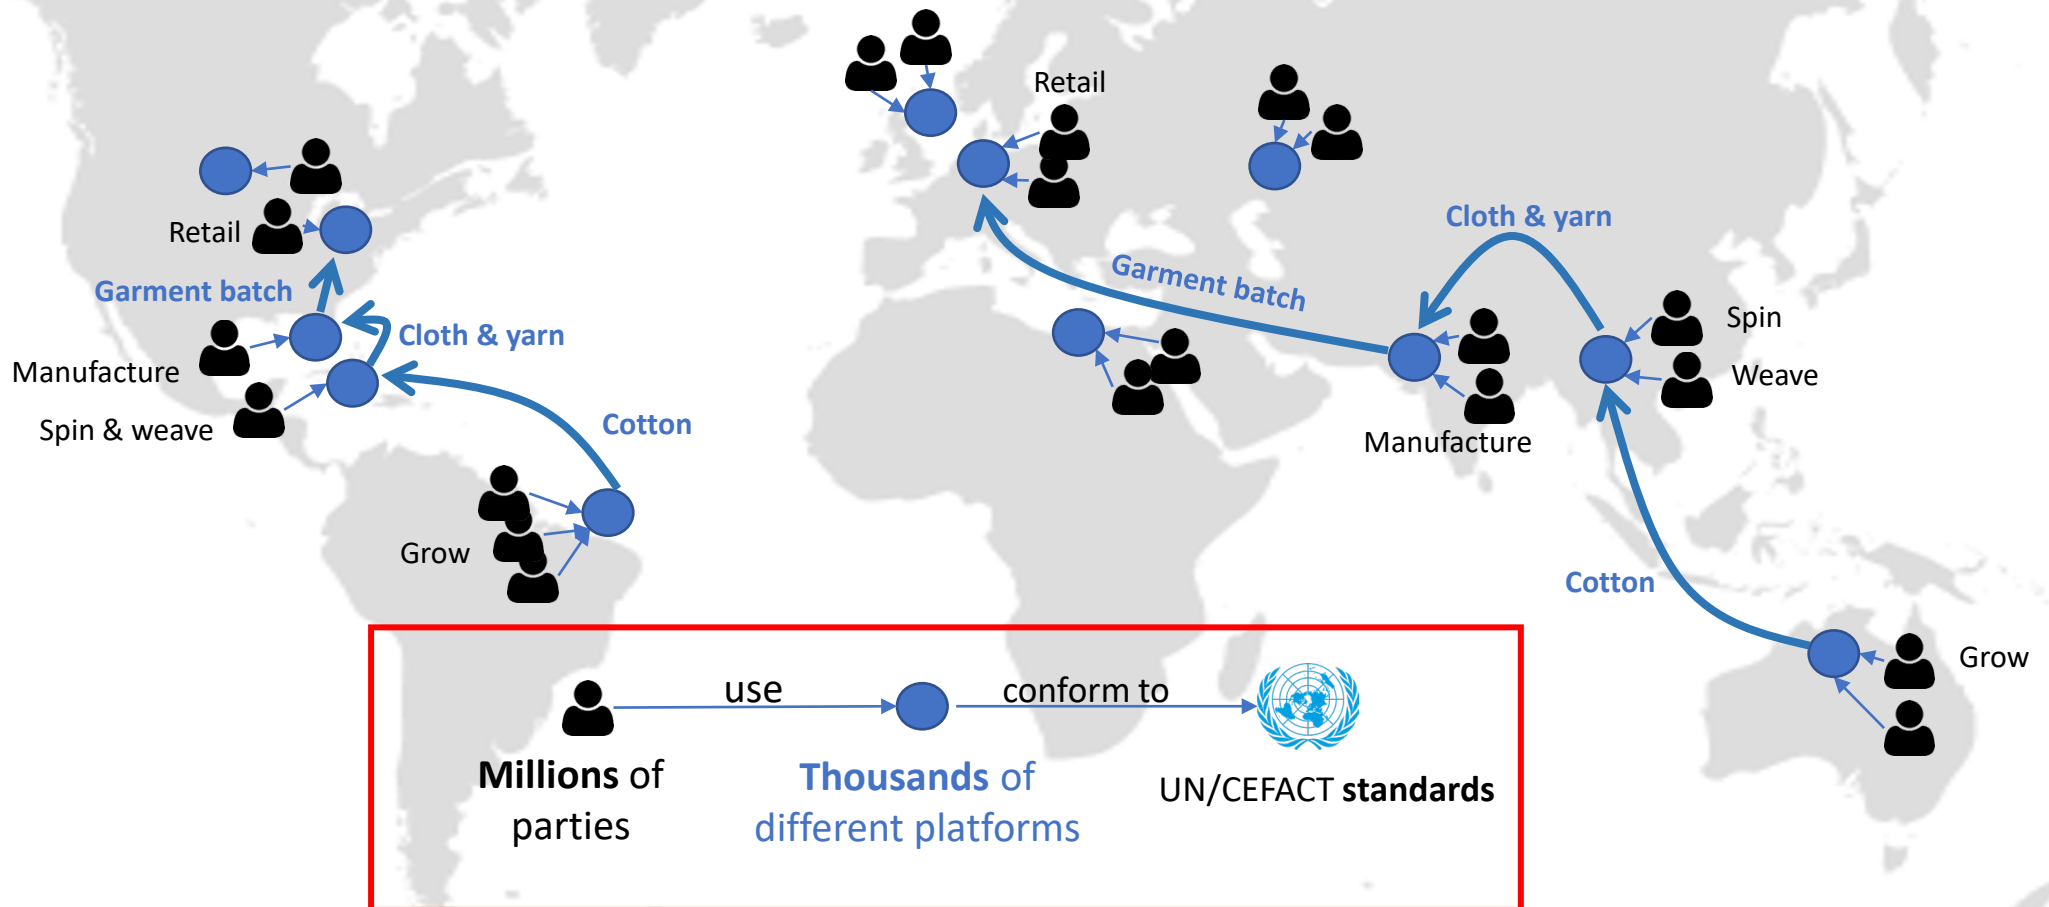 Retail
Retail
Cloth & yarn
Garment batch
Garment batch
Cloth & yarn
Spin
Manufacture
Weave
Spin & weave
Cotton
Manufacture
Grow
Cotton
Grow
use
conform to
Millions of
parties
Thousands of
different platforms
UN/CEFACT standards